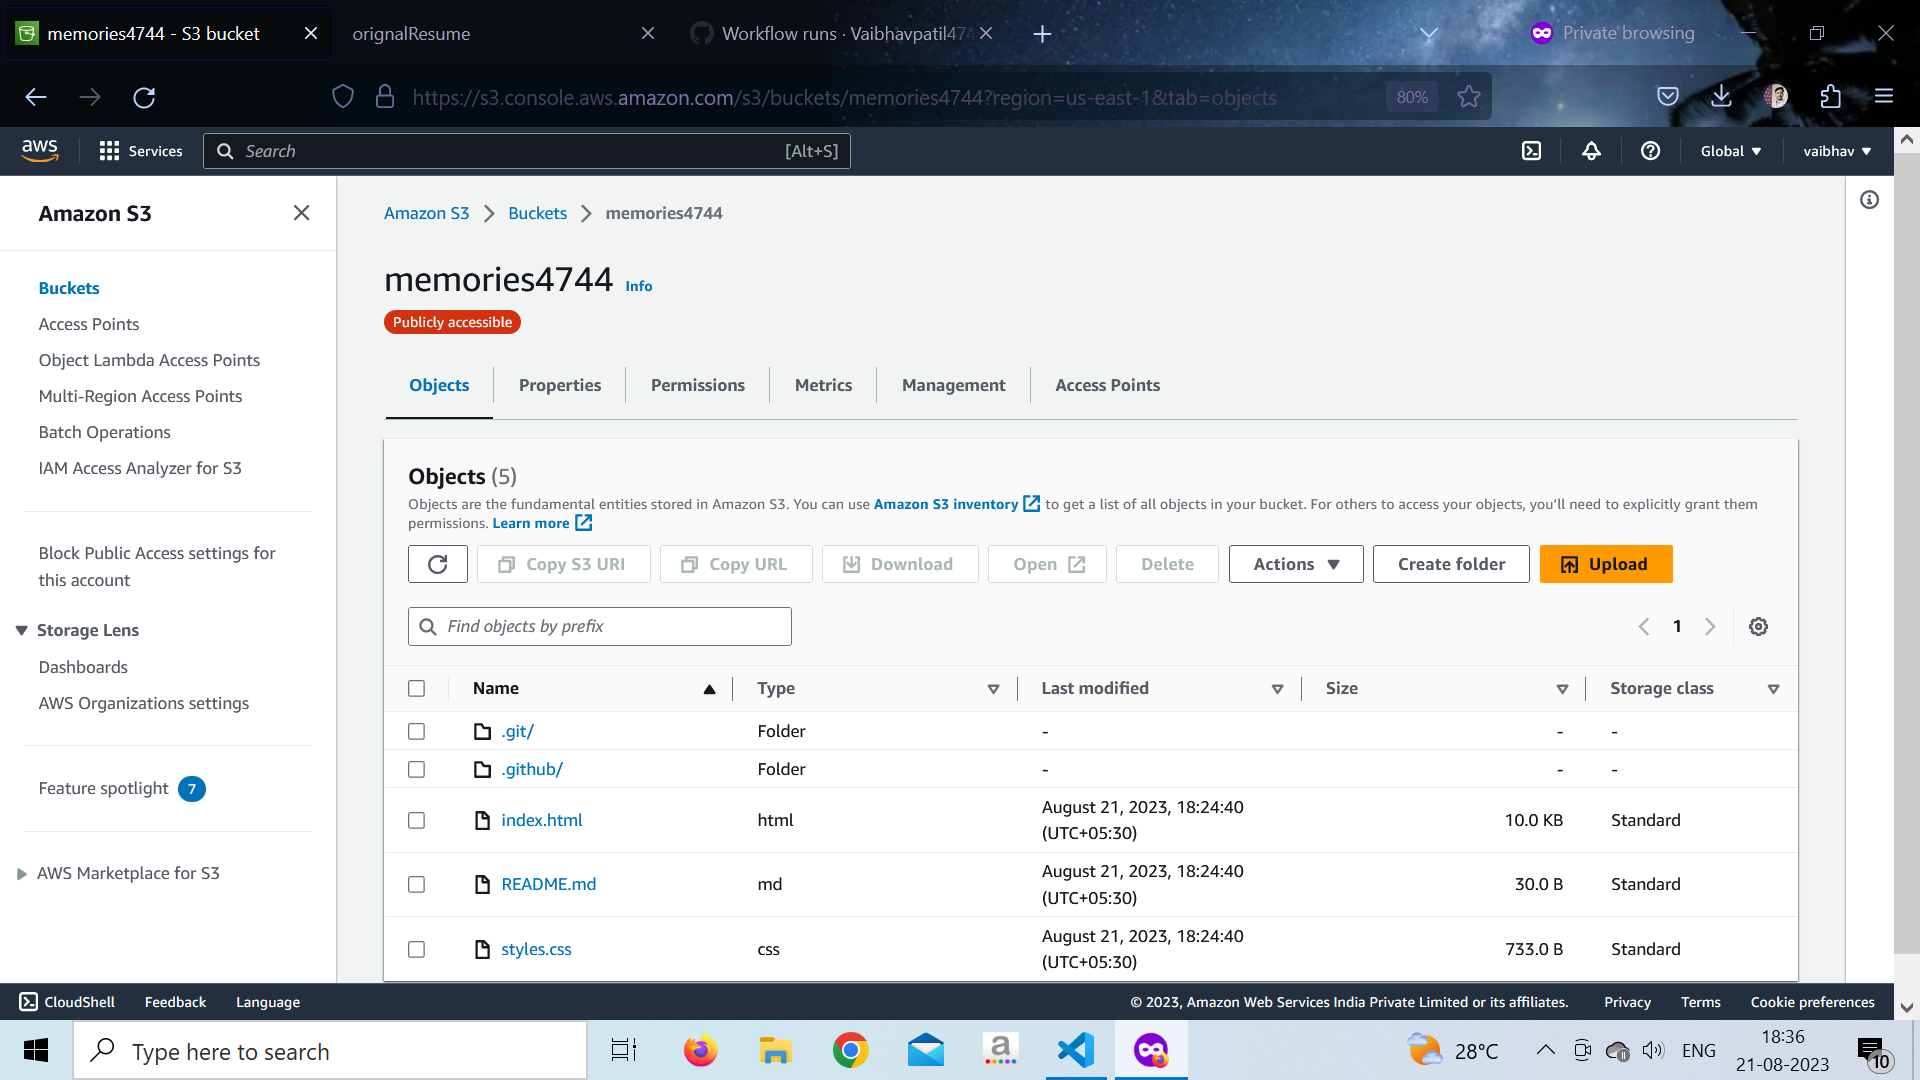 memories4744 - S3 bucket
orignalResume
Workflow runs · Vaibhavpatil474
Private browsing
https://s3.console.aws.amazon.com/s3/buckets/memories4744?region=us-east-1&tab=objects
80%
aws
Services
Search
[Alt+S]
Global
vaibhav
Amazon S3
Buckets
Access Points
Object Lambda Access Points
Multi-Region Access Points
Batch Operations
IAM Access Analyzer for S3
Block Public Access settings for
this account
Storage Lens
Dashboards
AWS Organizations settings
Feature spotlight 7
AWS Marketplace for S3
Amazon S3 > Buckets > memories4744
memories4744 Info
Publicly accessible
Objects
Properties
Permissions
Metrics
Management
Access Points
Objects (5)
Objects are the fundamental entities stored in Amazon S3. You can use Amazon S3 inventory to get a list of all objects in your bucket. For others to access your objects, you'll need to explicitly grant them
permissions. Learn more
Copy S3 URI
Copy URL
Download
Open
Delete
Actions
Create folder
Upload
Find objects by prefix
1
Name Type Last modified Size Storage class
.git/ Folder - - -
.github/ Folder - - -
index.html html August 21, 2023, 18:24:40 (UTC+05:30) 10.0 KB Standard
README.md md August 21, 2023, 18:24:40 (UTC+05:30) 30.0 B Standard
styles.css css August 21, 2023, 18:24:40 (UTC+05:30) 733.0 B Standard
CloudShell
Feedback
Language
© 2023, Amazon Web Services India Private Limited or its affiliates.
Privacy
Terms
Cookie preferences
Type here to search
a
28°C
ENG
18:36
21-08-2023
10